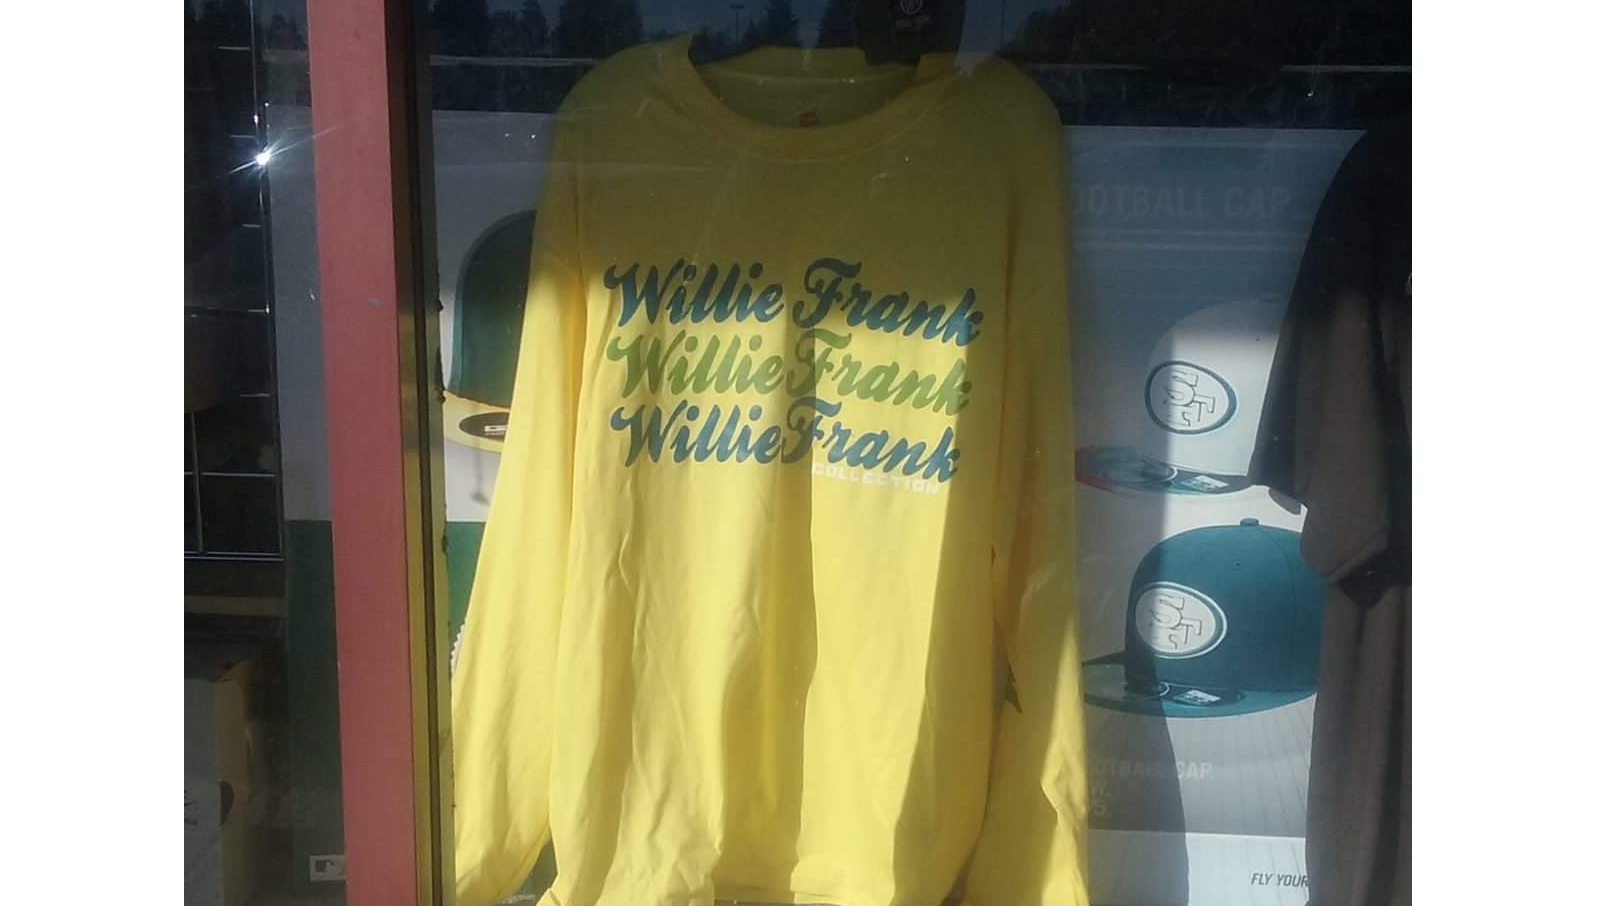 Willie Frank
Willie Frank
Willie Frank
COLLECTION
FOOTBALL CAP
SF
SF
FOOTBALL CAP.
FLY YOUR